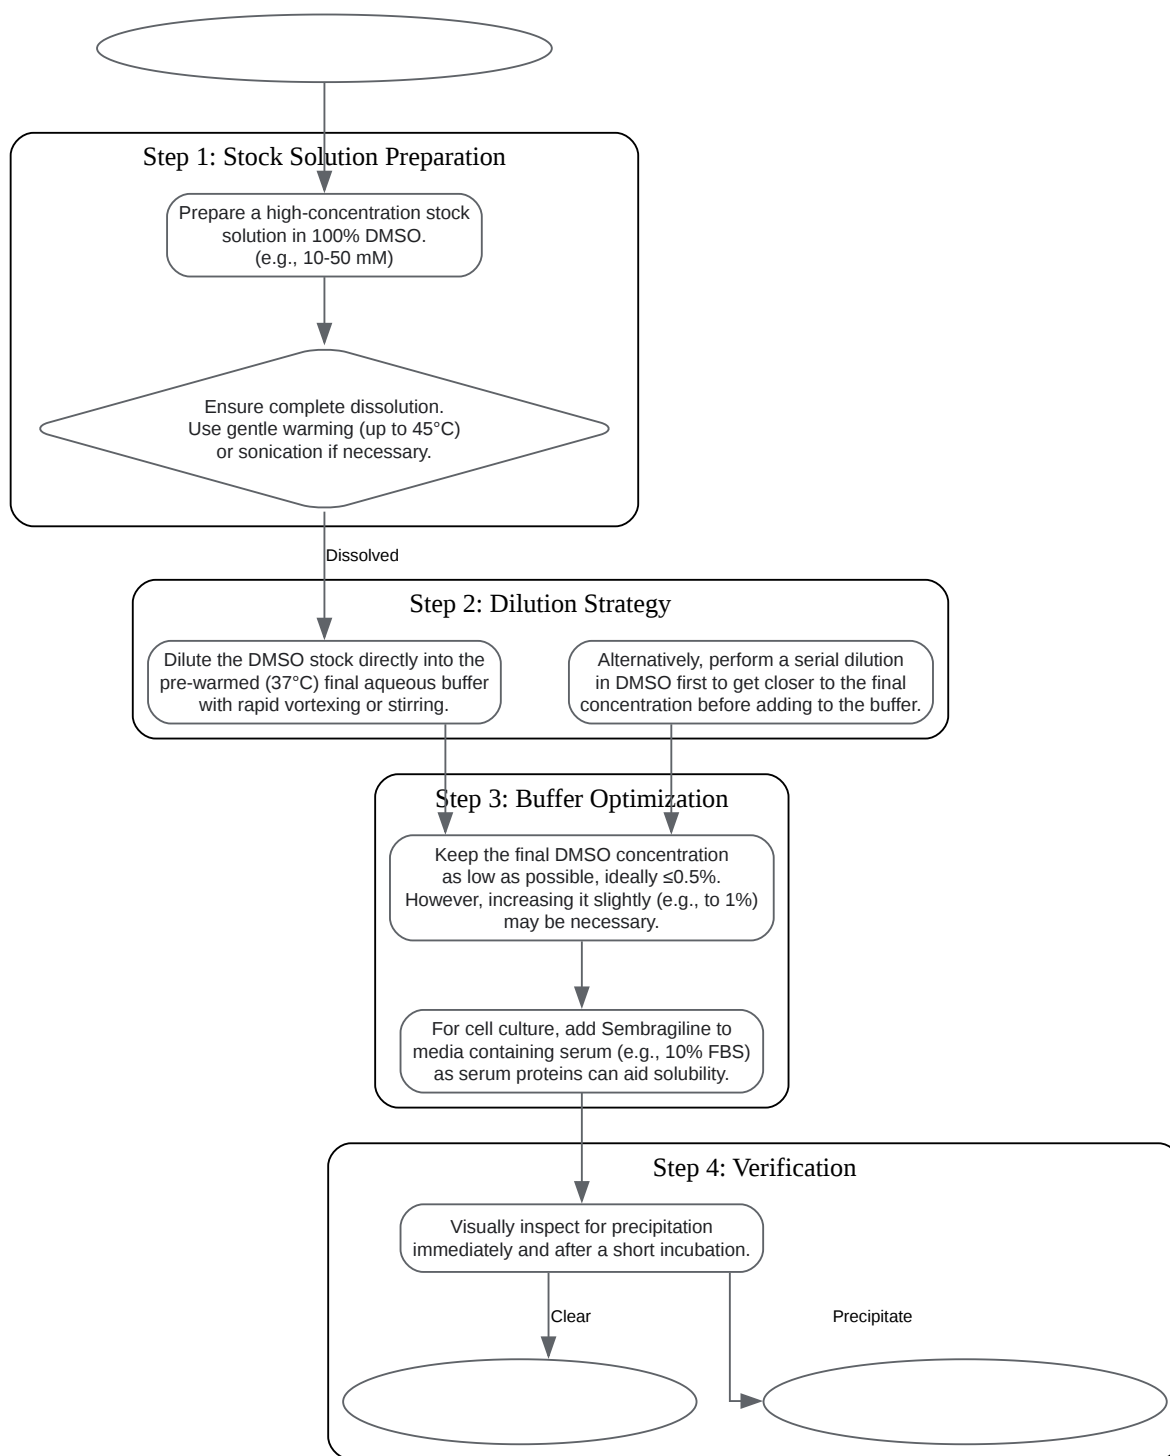 Step 1: Stock Solution Preparation
Prepare a high-concentration stock
solution in 100% DMSO.
(e.g., 10-50 mM)
Ensure complete dissolution.
Use gentle warming (up to 45°C)
or sonication if necessary.
Dissolved
Step 2: Dilution Strategy
Dilute the DMSO stock directly into the
pre-warmed (37°C) final aqueous buffer
with rapid vortexing or stirring.
Alternatively, perform a serial dilution
in DMSO first to get closer to the final
concentration before adding to the buffer.
Step 3: Buffer Optimization
Keep the final DMSO concentration
as low as possible, ideally ≤0.5%.
However, increasing it slightly (e.g., to 1%)
may be necessary.
For cell culture, add Sembragiline to
media containing serum (e.g., 10% FBS)
as serum proteins can aid solubility.
Step 4: Verification
Visually inspect for precipitation
immediately and after a short incubation.
Clear
Precipitate